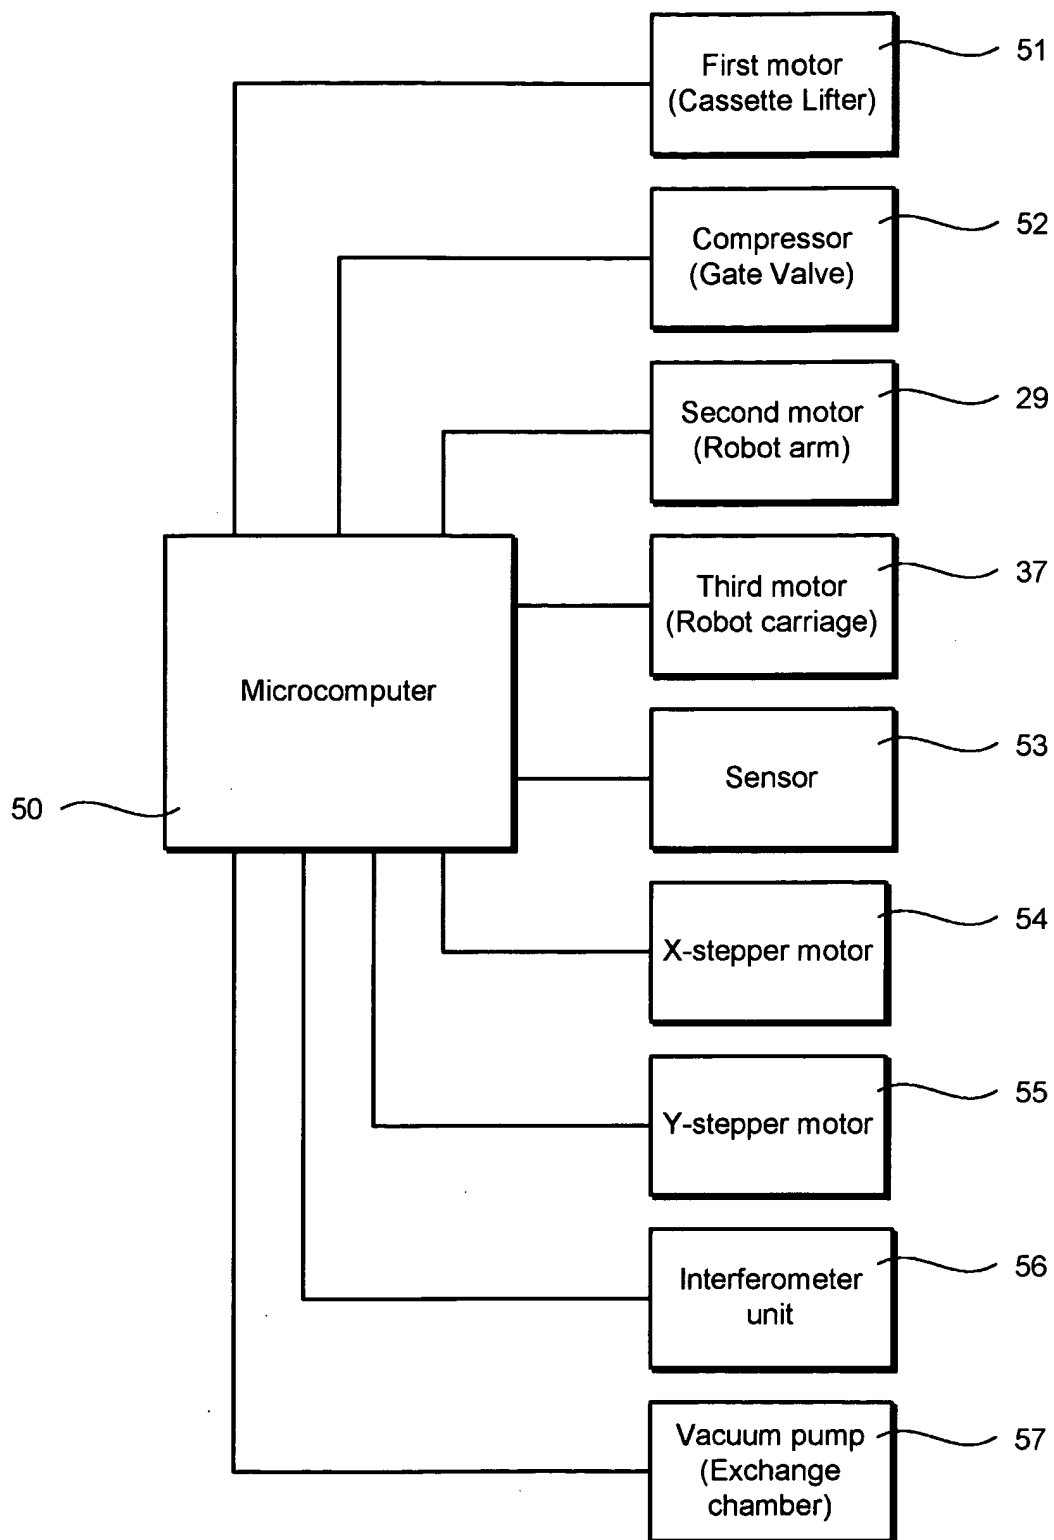 First motor
(Cassette Lifter)
51
Compressor
(Gate Valve)
52
Second motor
(Robot arm)
29
Third motor
(Robot carriage)
37
Microcomputer
50
Sensor
53
X-stepper motor
54
Y-stepper motor
55
Interferometer
unit
56
Vacuum pump
(Exchange
chamber)
57